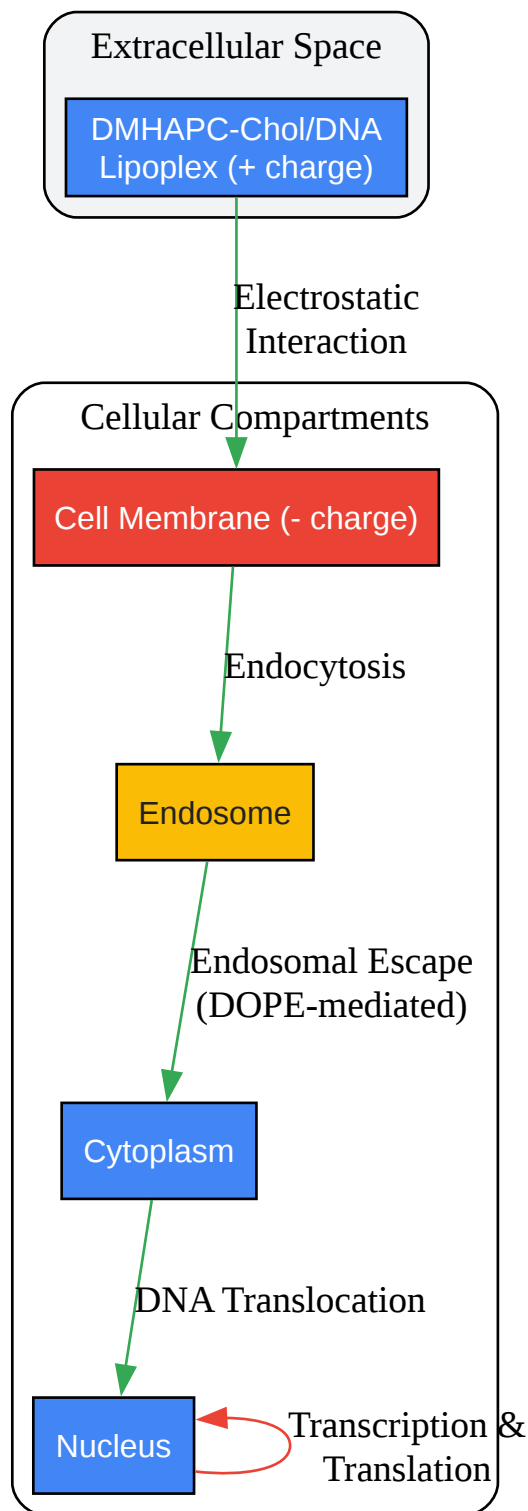 Extracellular Space
DMHAPC-Chol/DNA
Lipoplex (+ charge)
Electrostatic
Interaction
Cellular Compartments
Cell Membrane (- charge)
Endocytosis
Endosome
Endosomal Escape
(DOPE-mediated)
Cytoplasm
DNA Translocation
Nucleus
Transcription &
Translation